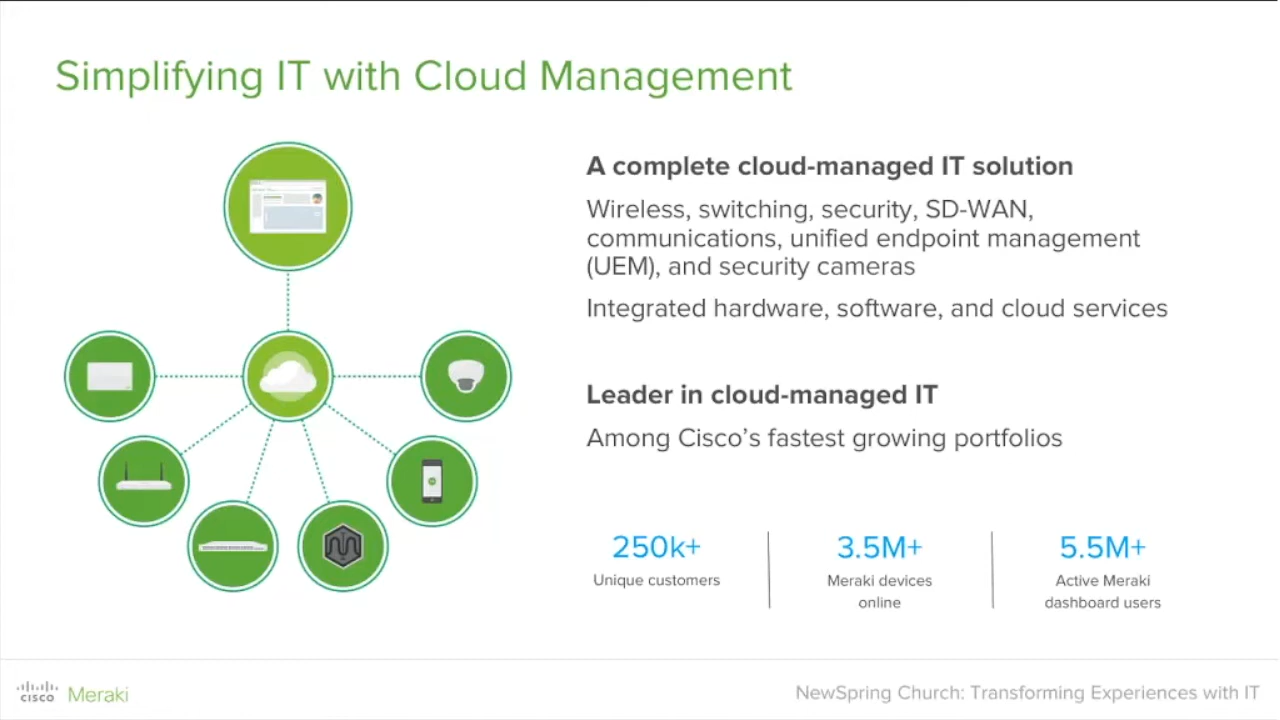 Simplifying IT with Cloud Management
A complete cloud-managed IT solution
Wireless, switching, security, SD-WAN,
communications, unified endpoint management
(UEM), and security cameras
Integrated hardware, software, and cloud services
Leader in cloud-managed IT
Among Cisco’s fastest growing portfolios
250k+
Unique customers
3.5M+
Meraki devices
online
5.5M+
Active Meraki
dashboard users
cisco Meraki
NewSpring Church: Transforming Experiences with IT